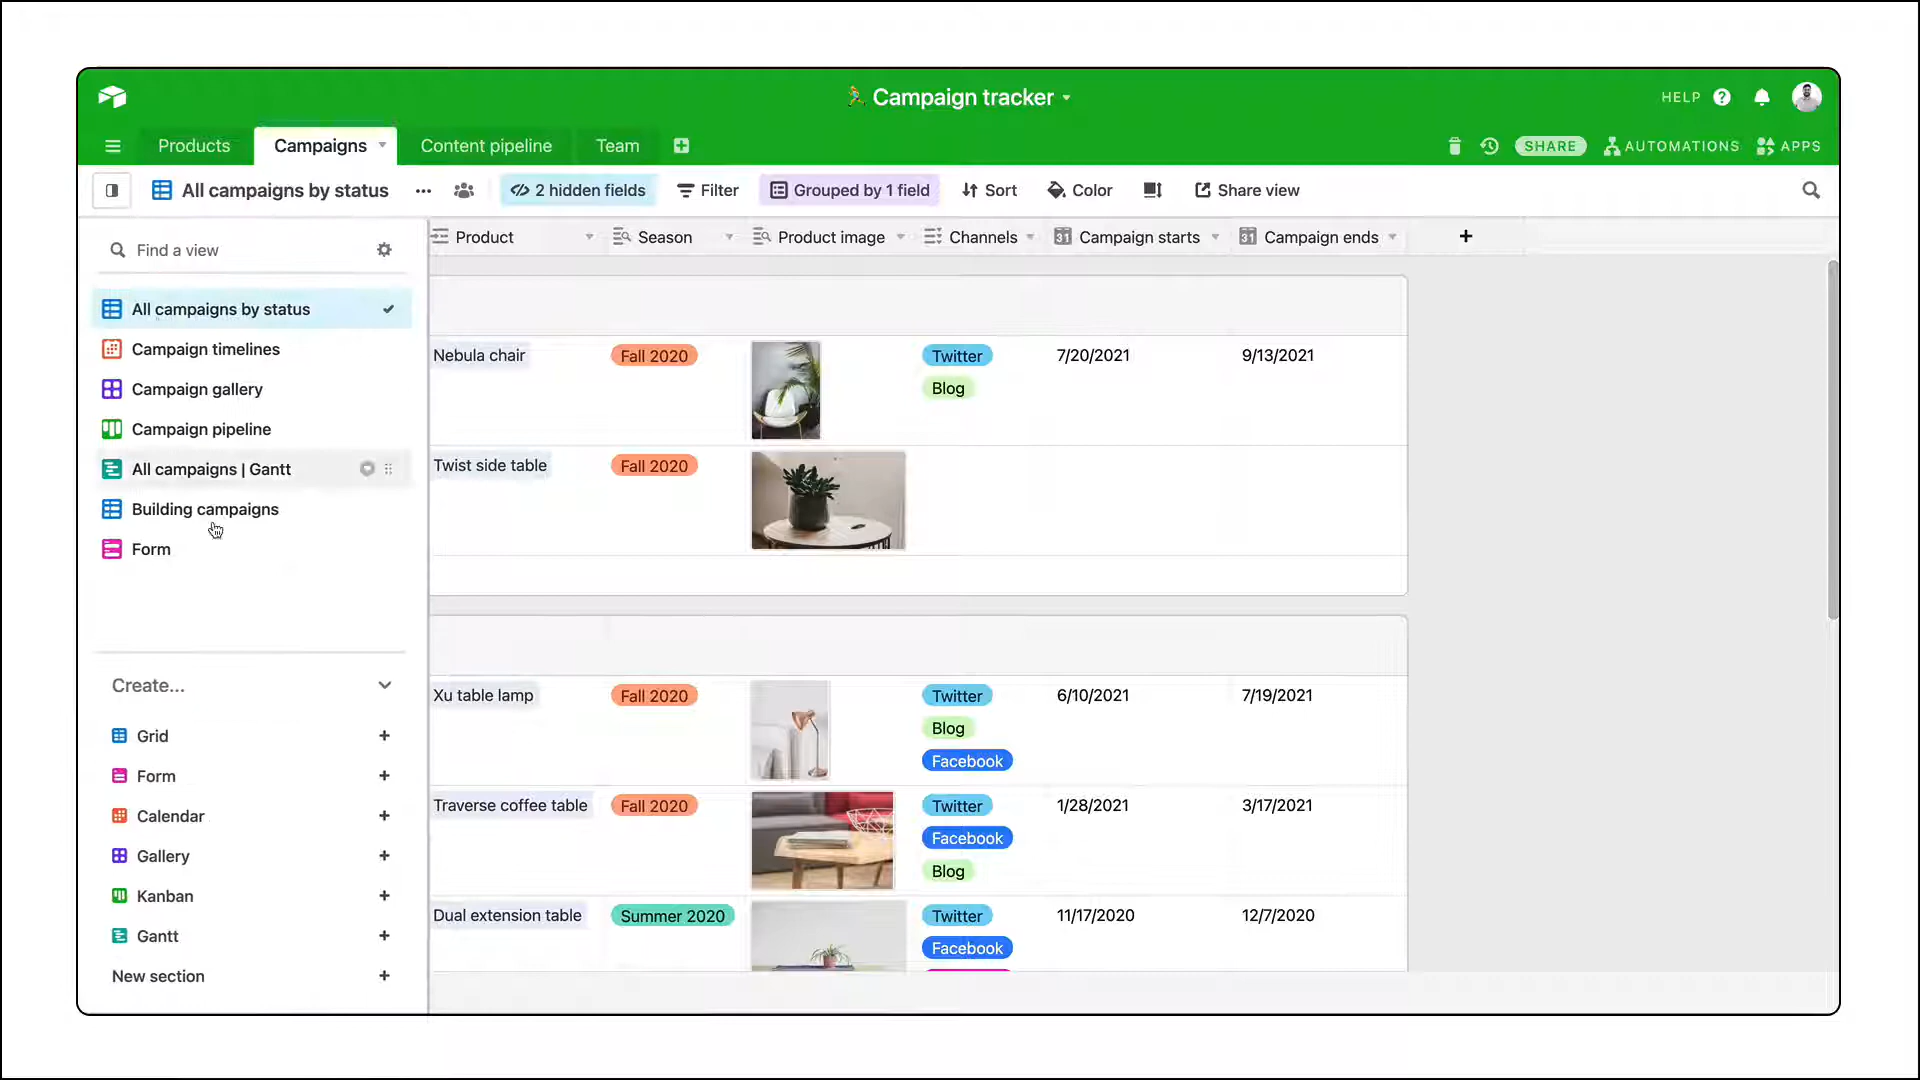 Campaign tracker
HELP
Products
Campaigns
Content pipeline
Team
SHARE
AUTOMATIONS
APPS
All campaigns by status
2 hidden fields
Filter
Grouped by 1 field
Sort
Color
Share view
Find a view
All campaigns by status
Campaign timelines
Campaign gallery
Campaign pipeline
All campaigns | Gantt
Building campaigns
Form
Create...
Grid
Form
Calendar
Gallery
Kanban
Gantt
New section
Product
Season
Product image
Channels
31 Campaign starts
31 Campaign ends
Nebula chair
Fall 2020
Twitter
Blog
7/20/2021
9/13/2021
Twist side table
Fall 2020
Xu table lamp
Fall 2020
Twitter
Blog
Facebook
6/10/2021
7/19/2021
Traverse coffee table
Fall 2020
Twitter
Facebook
Blog
1/28/2021
3/17/2021
Dual extension table
Summer 2020
Twitter
Facebook
11/17/2020
12/7/2020